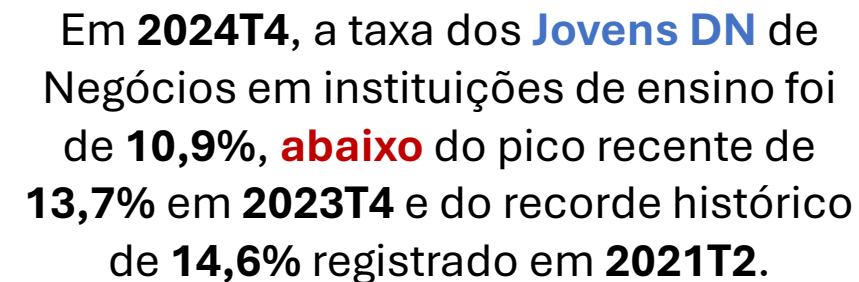 Em 2024T4, a taxa dos Jovens DN de
Negócios em instituições de ensino foi
de 10,9%, abaixo do pico recente de
13,7% em 2023T4 e do recorde histórico
de 14,6% registrado em 2021T2.